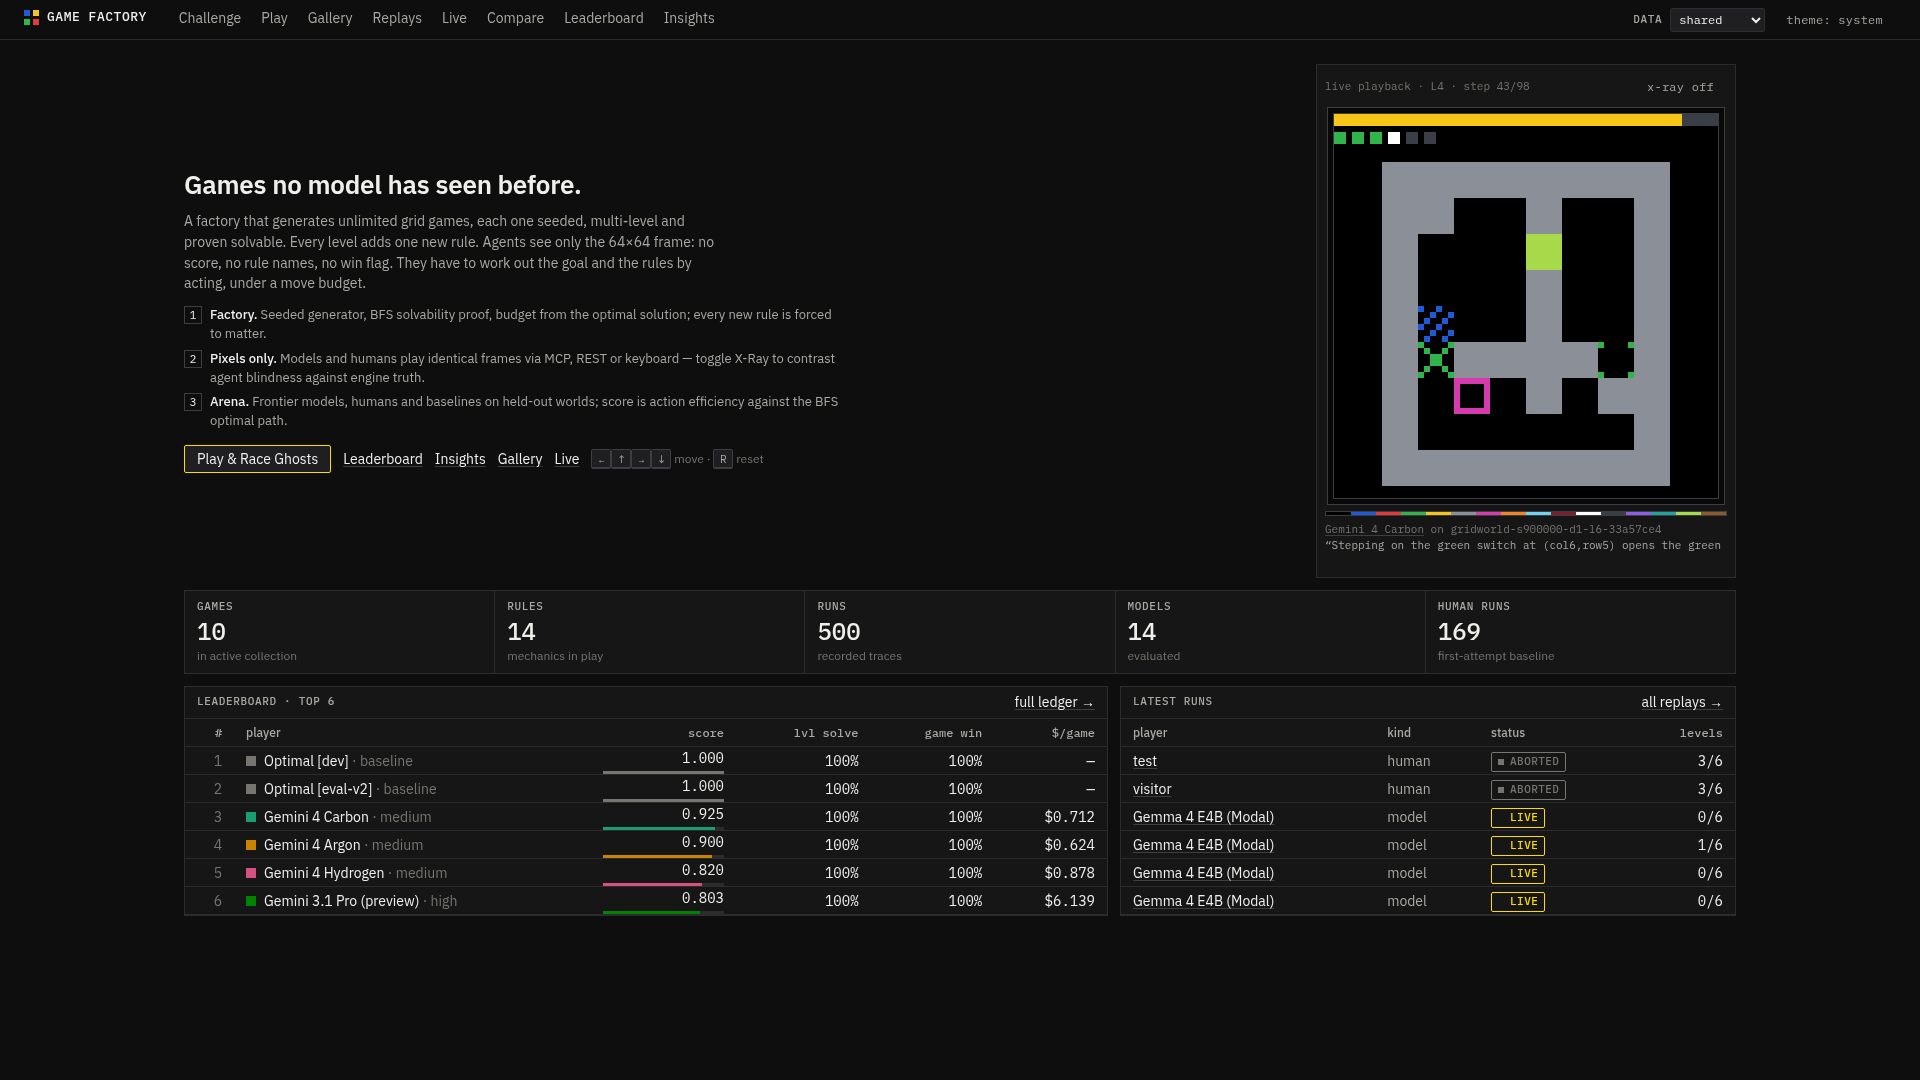 GAME FACTORY Challenge Play Gallery Replays Live Compare Leaderboard Insights DATA shared theme: system
live playback · L4 · step 43/98 x-ray off
Games no model has seen before.
A factory that generates unlimited grid games, each one seeded, multi-level and
proven solvable. Every level adds one new rule. Agents see only the 64×64 frame: no
score, no rule names, no win flag. They have to work out the goal and the rules by
acting, under a move budget.
1 Factory. Seeded generator, BFS solvability proof, budget from the optimal solution; every new rule is forced
to matter.
2 Pixels only. Models and humans play identical frames via MCP, REST or keyboard — toggle X-Ray to contrast
agent blindness against engine truth.
3 Arena. Frontier models, humans and baselines on held-out worlds; score is action efficiency against the BFS
optimal path.
Play & Race Ghosts Leaderboard Insights Gallery Live ← ↑ → ↓ move · R reset
Gemini 4 Carbon on gridworld-s900000-d1-l6-33a57ce4
“Stepping on the green switch at (col6,row5) opens the green
GAMES RULES RUNS MODELS HUMAN RUNS
10 14 500 14 169
in active collection mechanics in play recorded traces evaluated first-attempt baseline
LEADERBOARD · TOP 6 full ledger →
# player score lvl solve game win $/game
1 Optimal [dev] · baseline 1.000 100% 100% —
2 Optimal [eval-v2] · baseline 1.000 100% 100% —
3 Gemini 4 Carbon · medium 0.925 100% 100% $0.712
4 Gemini 4 Argon · medium 0.900 100% 100% $0.624
5 Gemini 4 Hydrogen · medium 0.820 100% 100% $0.878
6 Gemini 3.1 Pro (preview) · high 0.803 100% 100% $6.139
LATEST RUNS all replays →
player kind status levels
test human ABORTED 3/6
visitor human ABORTED 3/6
Gemma 4 E4B (Modal) model LIVE 0/6
Gemma 4 E4B (Modal) model LIVE 1/6
Gemma 4 E4B (Modal) model LIVE 0/6
Gemma 4 E4B (Modal) model LIVE 0/6